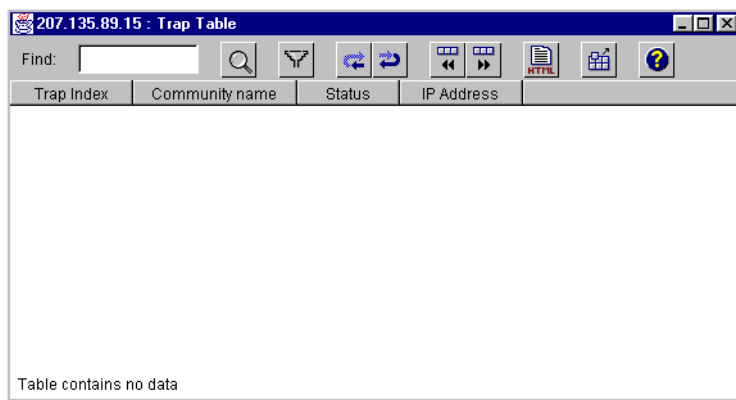 207.135.89.15 : Trap Table
Find:
HTML
?
Trap Index Community name Status IP Address
Table contains no data